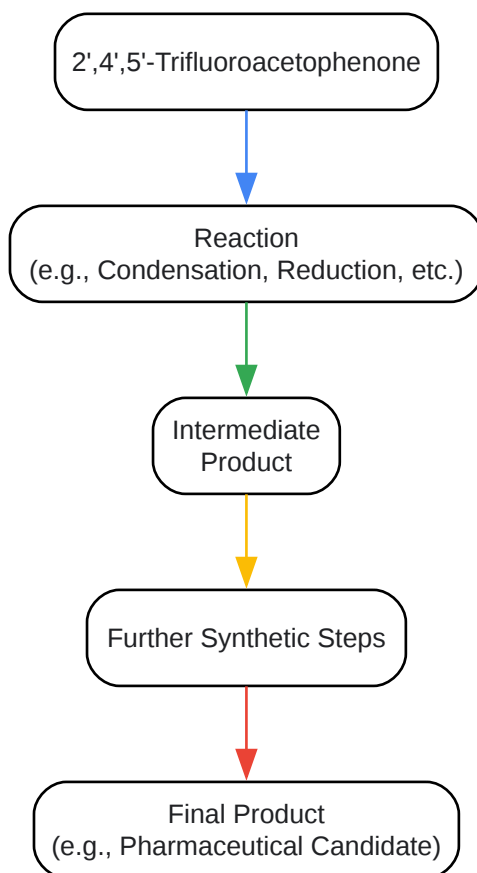 2',4',5'-Trifluoroacetophenone
Reaction
(e.g., Condensation, Reduction, etc.)
Intermediate
Product
Further Synthetic Steps
Final Product
(e.g., Pharmaceutical Candidate)